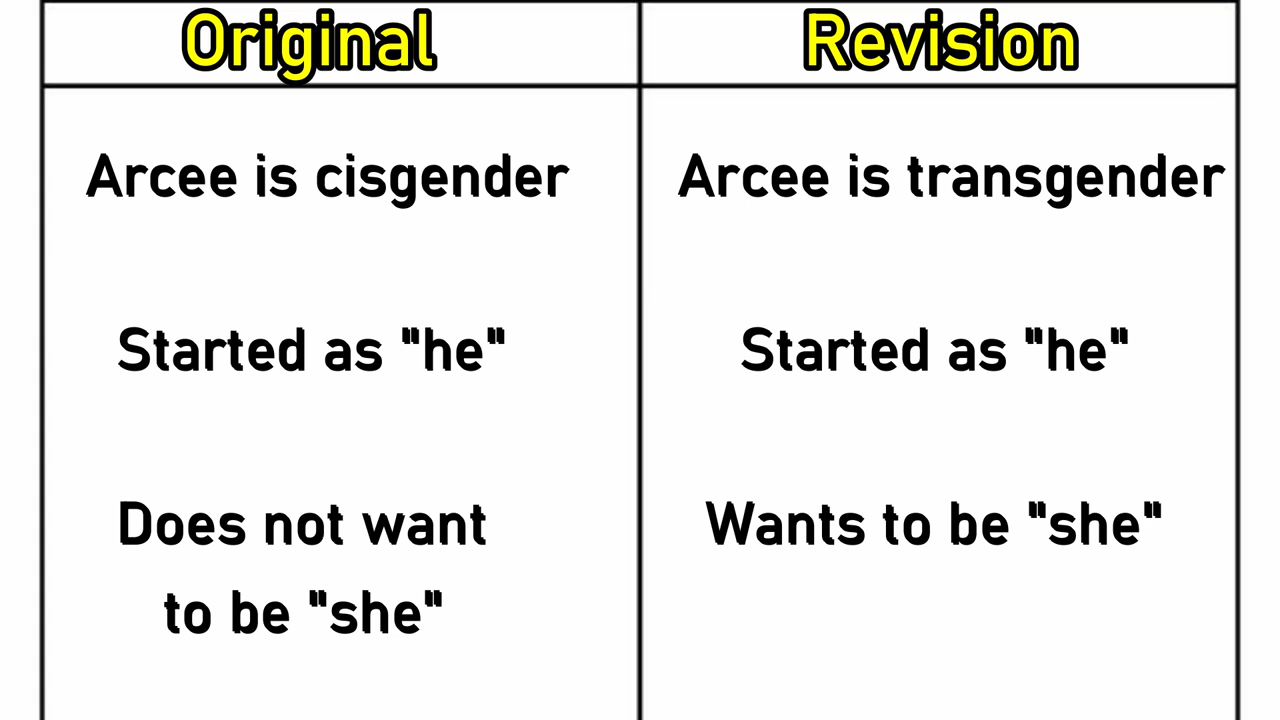 Original
Revision
Arcee is cisgender
Arcee is transgender
Started as "he"
Started as "he"
Does not want
to be "she"
Wants to be "she"